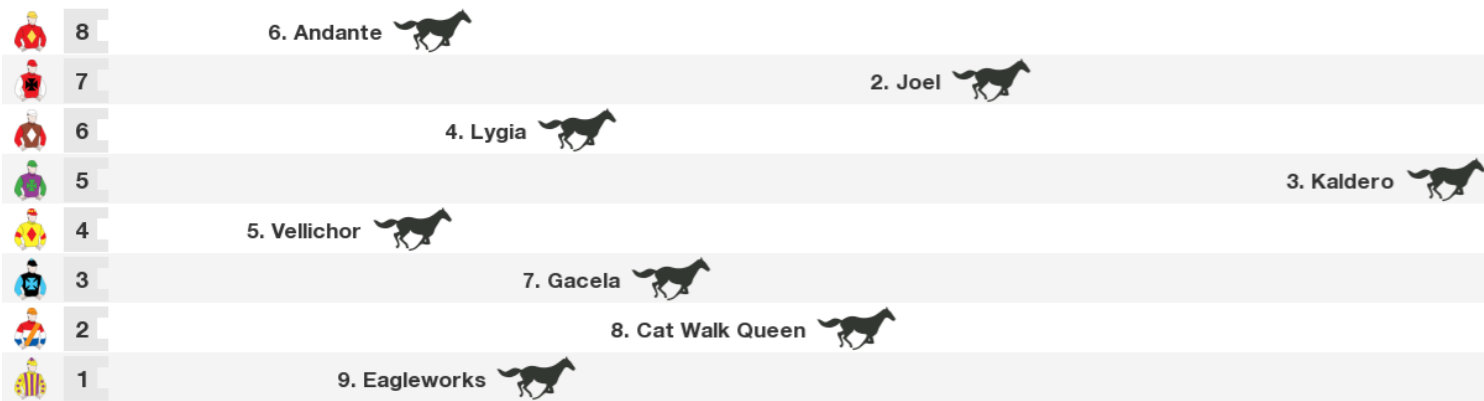 8 6. Andante
7 2. Joel
6 4. Lygia
5 3. Kaldero
4 5. Vellichor
3 7. Gacela
2 8. Cat Walk Queen
1 9. Eagleworks